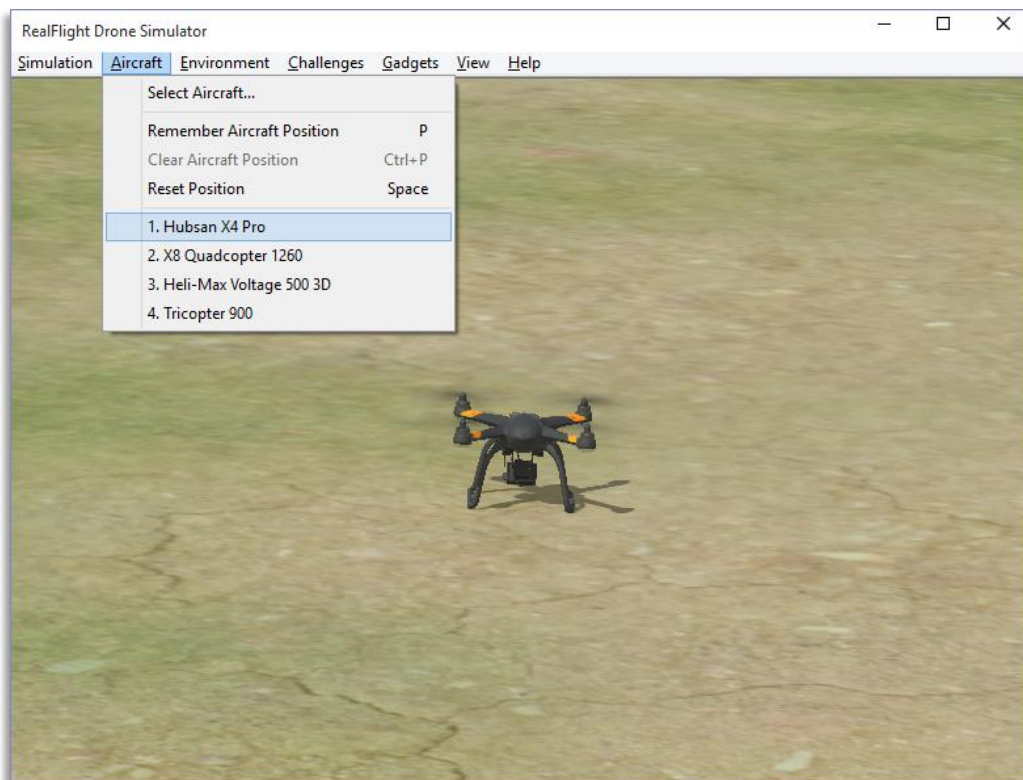 RealFlight Drone Simulator
Simulation Aircraft Environment Challenges Gadgets View Help
Select Aircraft...
Remember Aircraft Position P
Clear Aircraft Position Ctrl+P
Reset Position Space
1. Hubsan X4 Pro
2. X8 Quadcopter 1260
3. Heli-Max Voltage 500 3D
4. Tricopter 900